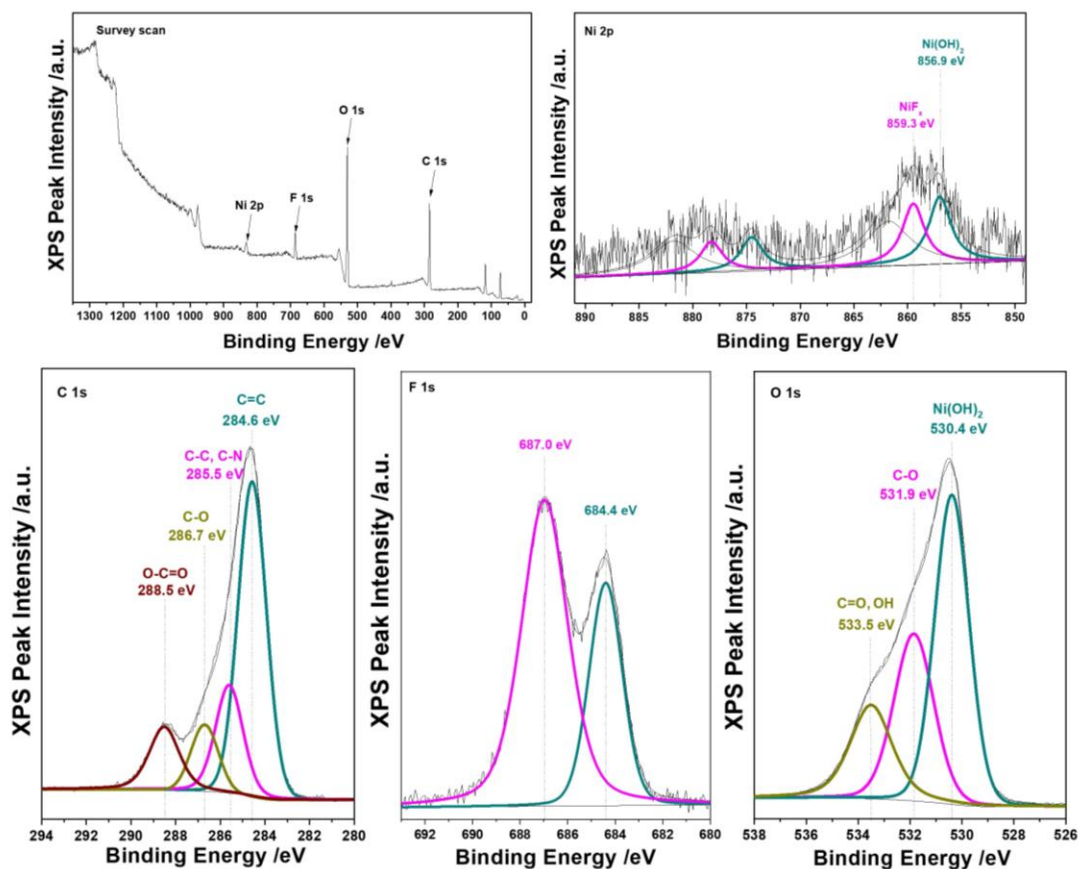 Survey scan
XPS Peak Intensity /a.u.
O 1s
C 1s
Ni 2p
F 1s
1300 1200 1100 1000 900 800 700 600 500 400 300 200 100 0
Binding Energy /eV
Ni 2p
XPS Peak Intensity /a.u.
Ni(OH)₂
856.9 eV
NiFₓ
859.3 eV
890 885 880 875 870 865 860 855 850
Binding Energy /eV
C 1s
XPS Peak Intensity /a.u.
C=C
284.6 eV
C-C, C-N
285.5 eV
C-O
286.7 eV
O-C=O
288.5 eV
294 292 290 288 286 284 282 280
Binding Energy /eV
F 1s
XPS Peak Intensity /a.u.
687.0 eV
684.4 eV
692 690 688 686 684 682 680
Binding Energy /eV
O 1s
XPS Peak Intensity /a.u.
Ni(OH)₂
530.4 eV
C-O
531.9 eV
C=O, OH
533.5 eV
538 536 534 532 530 528 526
Binding Energy /eV